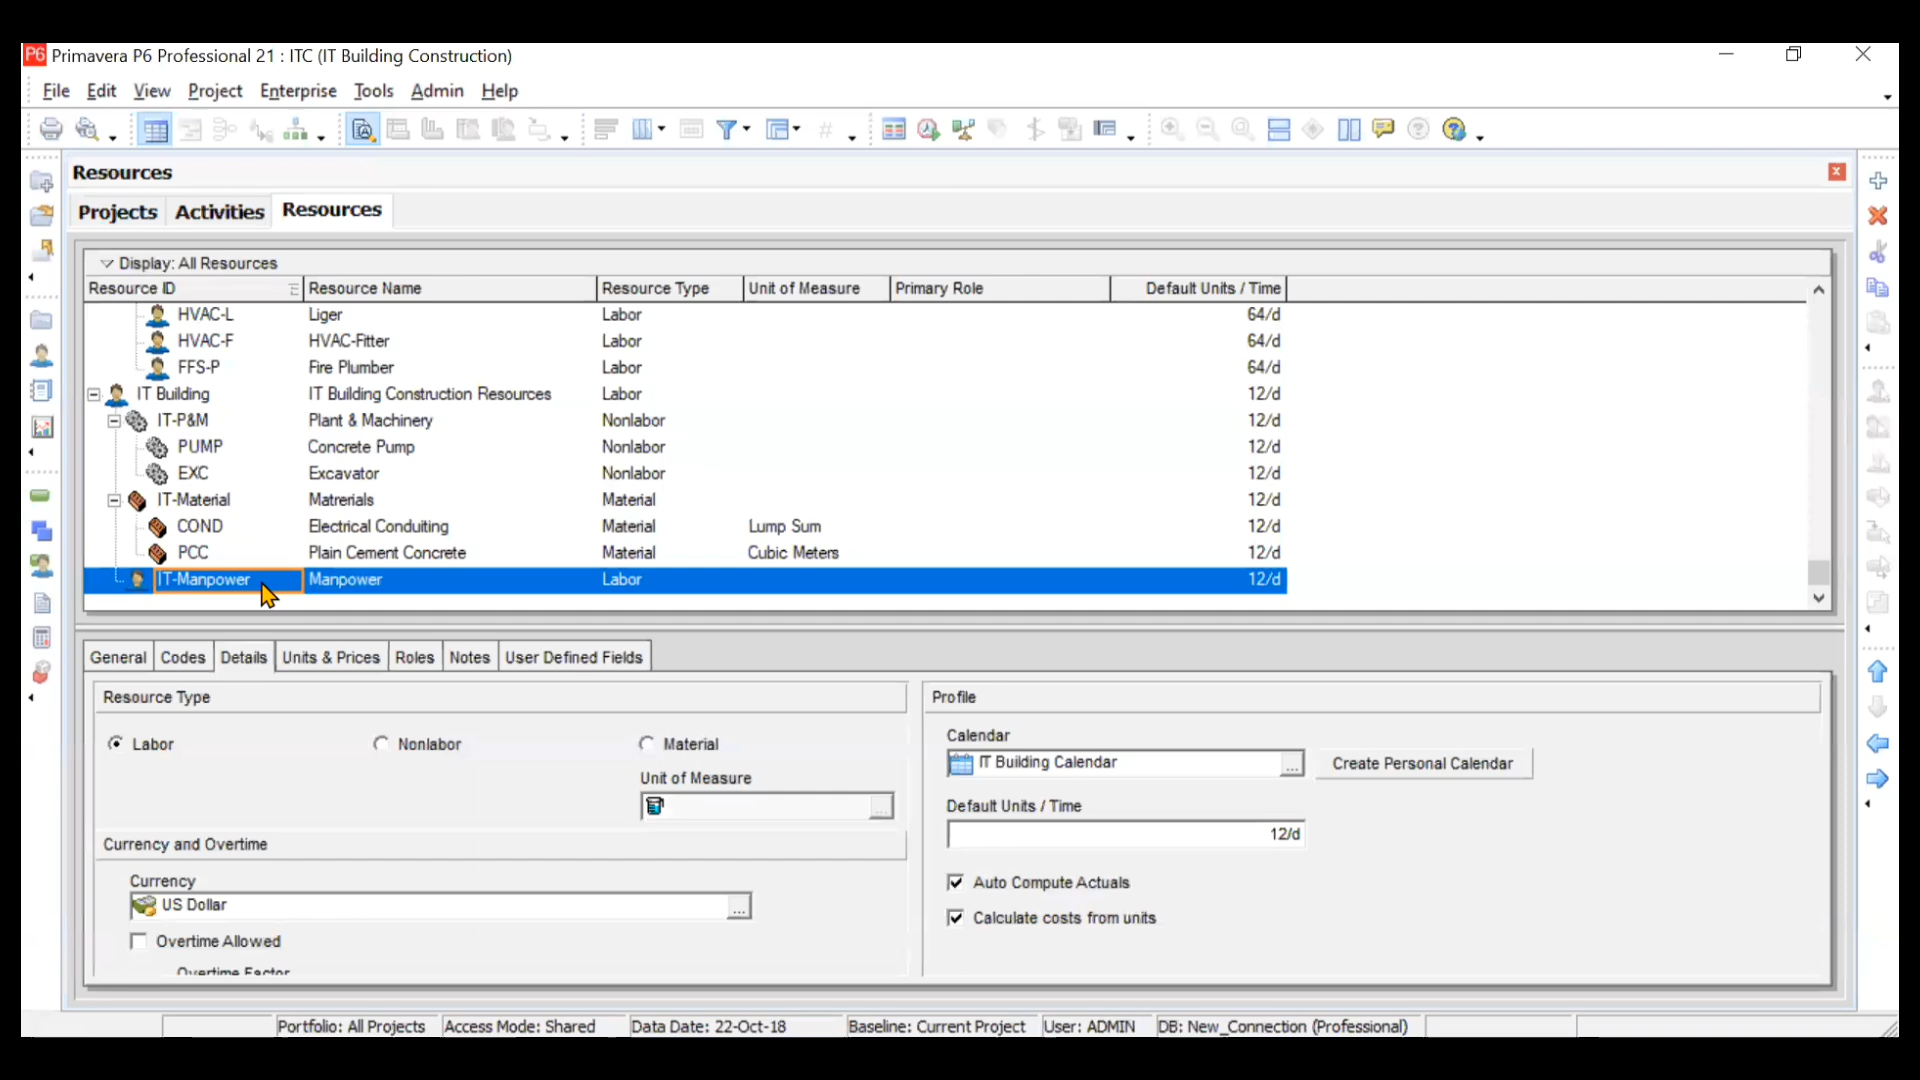 P6 Primavera P6 Professional 21 : ITC (IT Building Construction)
File Edit View Project Enterprise Tools Admin Help
Resources
Projects Activities Resources
Display: All Resources
Resource ID Resource Name Resource Type Unit of Measure Primary Role Default Units / Time
HVAC-L Liger Labor 64/d
HVAC-F HVAC-Fitter Labor 64/d
FFS-P Fire Plumber Labor 64/d
IT Building IT Building Construction Resources Labor 12/d
IT-P&M Plant & Machinery Nonlabor 12/d
PUMP Concrete Pump Nonlabor 12/d
EXC Excavator Nonlabor 12/d
IT-Material Matrerials Material 12/d
COND Electrical Conduiting Material Lump Sum 12/d
PCC Plain Cement Concrete Material Cubic Meters 12/d
IT-Manpower Manpower Labor 12/d
General Codes Details Units & Prices Roles Notes User Defined Fields
Resource Type Profile
Calendar
Labor Nonlabor Material
IT Building Calendar ... Create Personal Calendar
Unit of Measure
Default Units / Time
12/d
Currency and Overtime
Currency
Auto Compute Actuals
US Dollar ...
Calculate costs from units
Overtime Allowed
Overtime Factor
Portfolio: All Projects Access Mode: Shared Data Date: 22-Oct-18 Baseline: Current Project User: ADMIN DB: New_Connection (Professional)